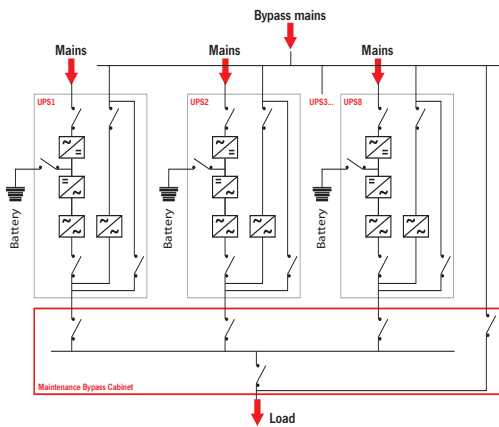 Bypass mains
Mains
Mains
Mains
UPS1
UPS2
UPS3...
UPS8
Battery
Battery
Battery
Maintenance Bypass Cabinet
Load